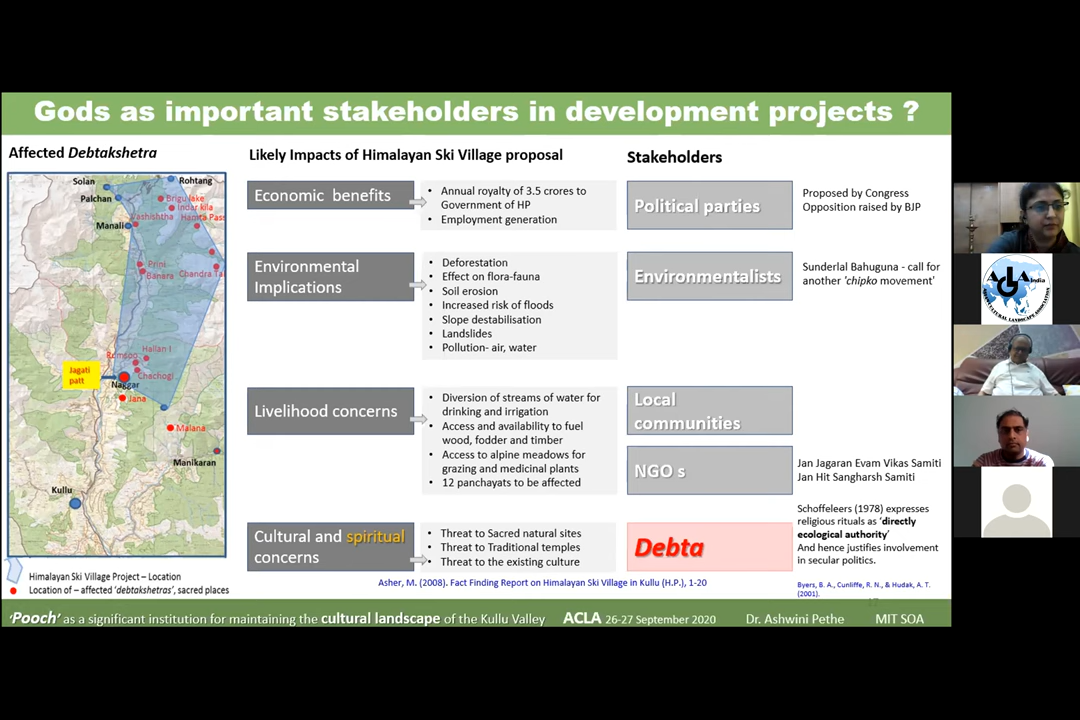 Gods as important stakeholders in development projects ?
Affected Debtakshetra
Solan
Rohtang
Palchan
Brigu lake
Indar kila
Vashishtha
Hamta Pass
Manali
Prini
Banara
Chandra Ta
Hallan I
Rumsoo
Chachogi
Jagati
patt
Naggar
Jana
Malana
Manikaran
Kullu
Himalayan Ski Village Project – Location
Location of – affected 'debtakshetras', sacred places
Likely Impacts of Himalayan Ski Village proposal
Economic benefits
• Annual royalty of 3.5 crores to
Government of HP
• Employment generation
Environmental
Implications
• Deforestation
• Effect on flora-fauna
• Soil erosion
• Increased risk of floods
• Slope destabilisation
• Landslides
• Pollution- air, water
Livelihood concerns
• Diversion of streams of water for
drinking and irrigation
• Access and availability to fuel
wood, fodder and timber
• Access to alpine meadows for
grazing and medicinal plants
• 12 panchayats to be affected
Cultural and spiritual
concerns
• Threat to Sacred natural sites
• Threat to Traditional temples
• Threat to the existing culture
Asher, M. (2008). Fact Finding Report on Himalayan Ski Village in Kullu (H.P.), 1-20
Stakeholders
Political parties
Proposed by Congress
Opposition raised by BJP
Environmentalists
Sunderlal Bahuguna - call for
another 'chipko movement'
Local
communities
NGO s
Jan Jagaran Evam Vikas Samiti
Jan Hit Sangharsh Samiti
Debta
Schoffeleers (1978) expresses
religious rituals as 'directly
ecological authority'
And hence justifies involvement
in secular politics.
Byers, B. A., Cunliffe, R. N., & Hudak, A. T.
(2001).
17
'Pooch' as a significant institution for maintaining the cultural landscape of the Kullu Valley
ACLA 26-27 September 2020
Dr. Ashwini Pethe
MIT SOA
India